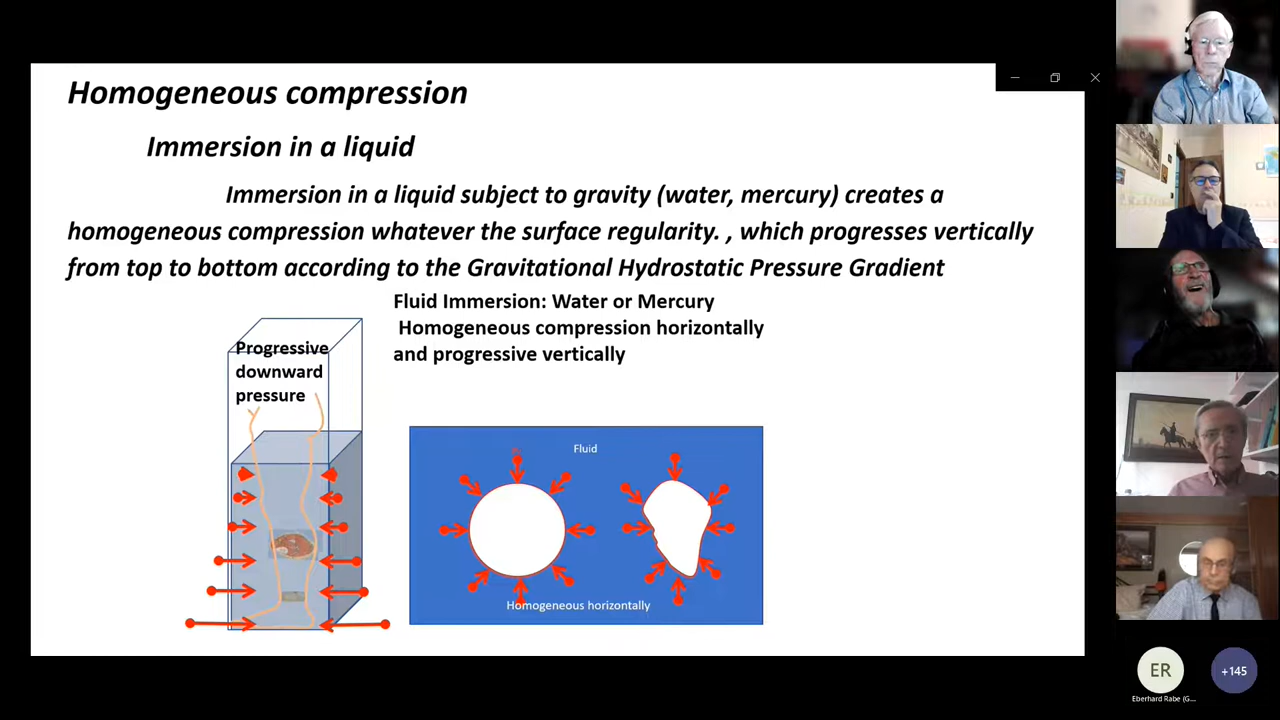 Homogeneous compression
Immersion in a liquid
Immersion in a liquid subject to gravity (water, mercury) creates a
homogeneous compression whatever the surface regularity. , which progresses vertically
from top to bottom according to the Gravitational Hydrostatic Pressure Gradient
Fluid Immersion: Water or Mercury
Homogeneous compression horizontally
and progressive vertically
Progressive
downward
pressure
Fluid
Homogeneous horizontally
ER
+145
Eberhard Rabe (G...